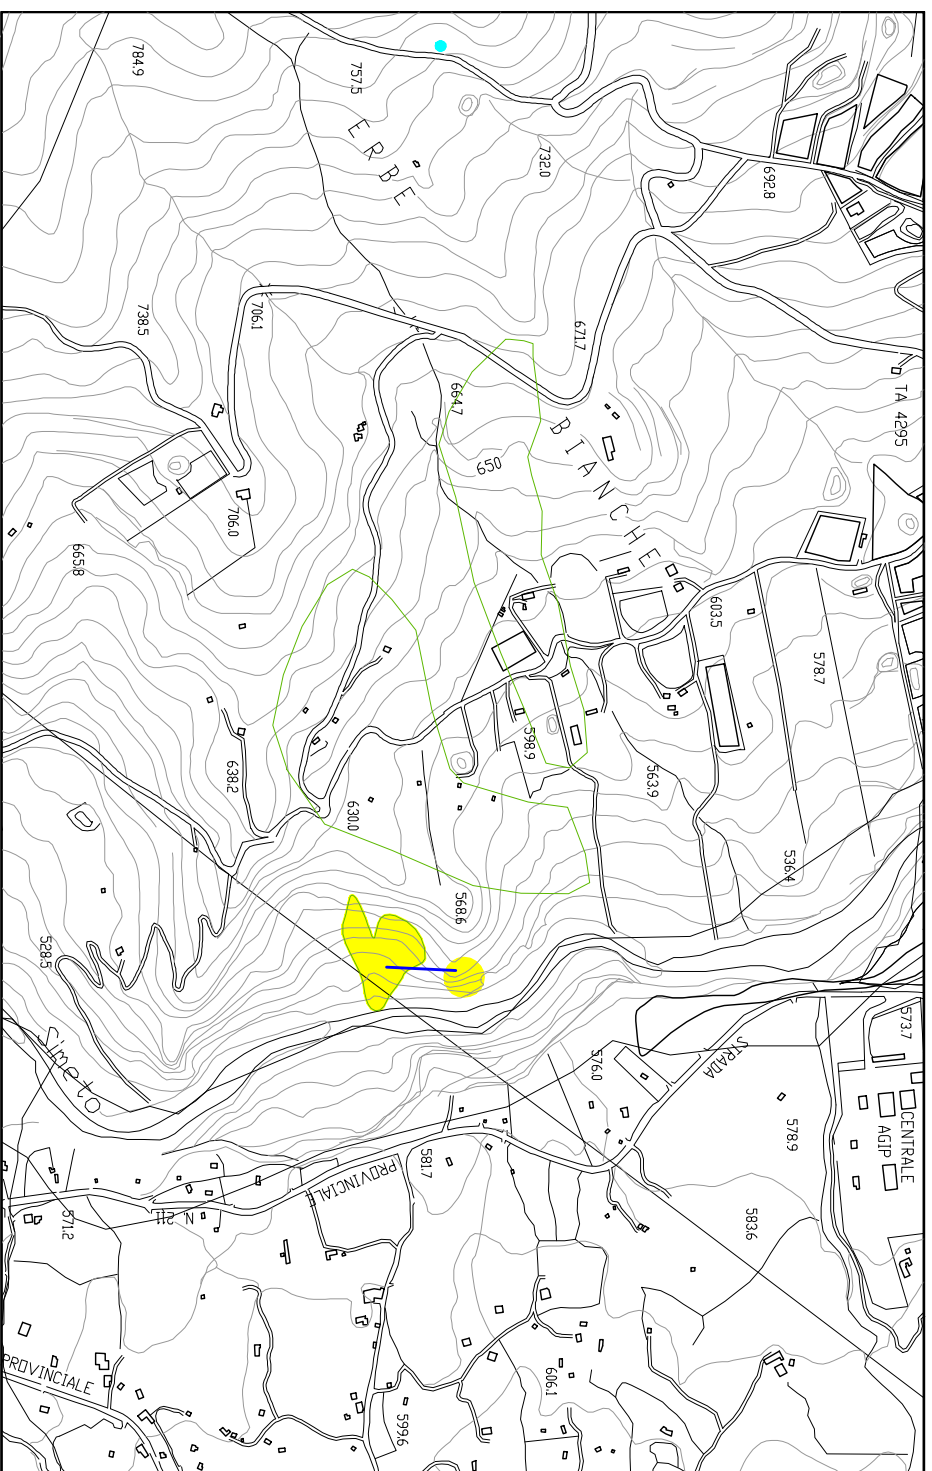 784.9
757.5
ERBE
732.0
692.8
738.5
706.1
671.7
664.7
TA 4295
BIANCHE
650
706.0
665.8
603.5
578.7
598.9
563.9
638.2
630.0
536.4
568.6
528.5
Simeto
573.7
STRADA
576.0
578.9
CENTRALE
AGIP
581.7
PROVINCIALE
N. 211
571.2
583.6
PROVINCIALE
606.1
599.6